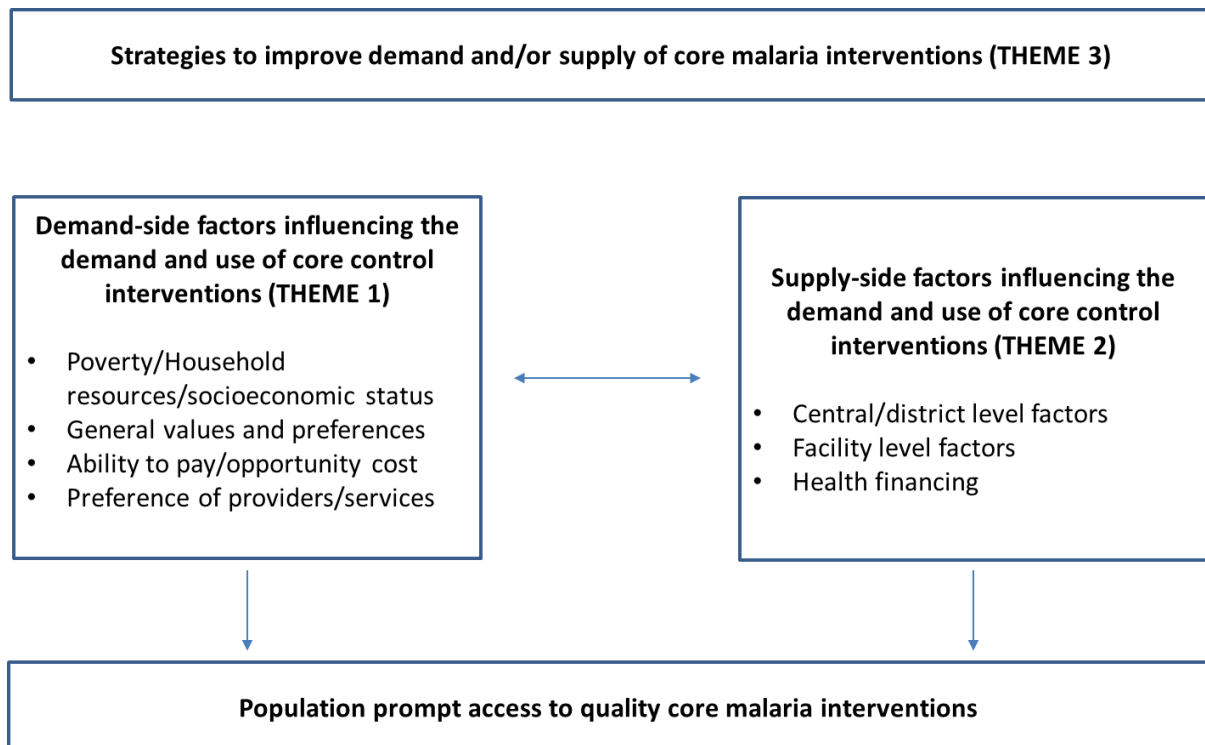 Strategies to improve demand and/or supply of core malaria interventions (THEME 3)
Demand-side factors influencing the
demand and use of core control
interventions (THEME 1)
• Poverty/Household
resources/socioeconomic status
• General values and preferences
• Ability to pay/opportunity cost
• Preference of providers/services
Supply-side factors influencing the
demand and use of core control
interventions (THEME 2)
• Central/district level factors
• Facility level factors
• Health financing
Population prompt access to quality core malaria interventions